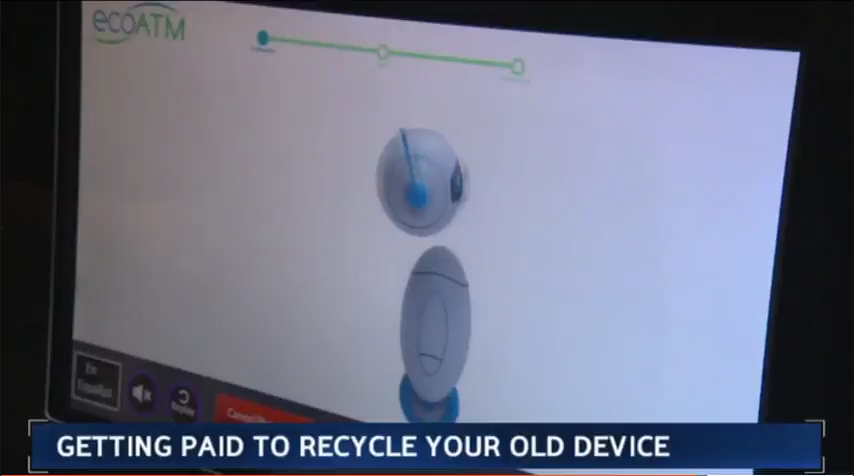 ecoATM
En
Español
Replay
GETTING PAID TO RECYCLE YOUR OLD DEVICE